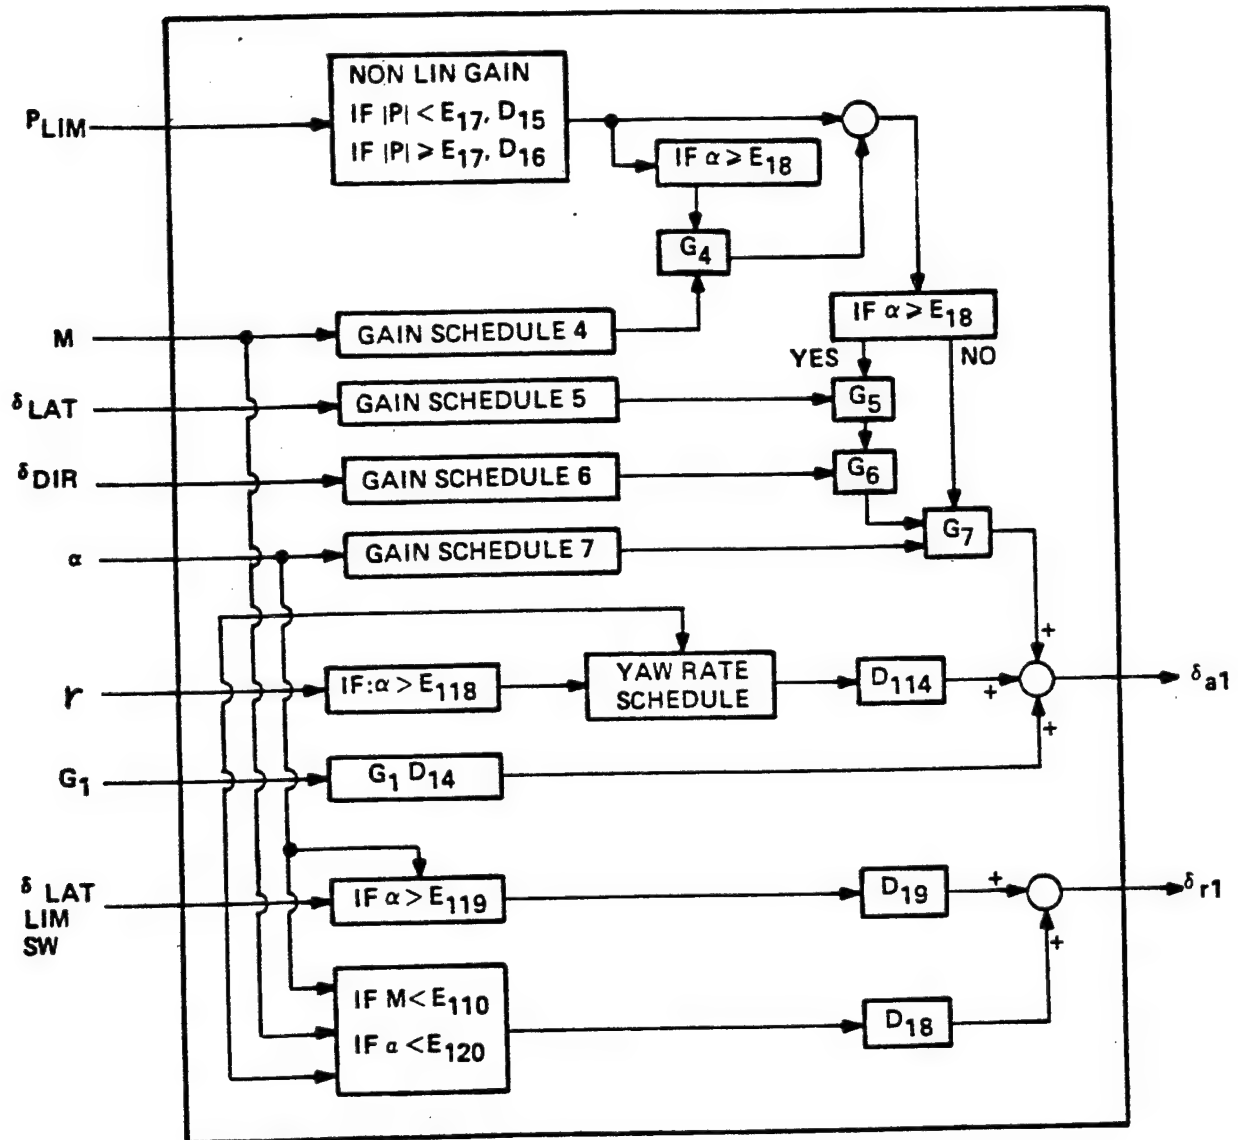 NON LIN GAIN
IF |P| < E17, D15
IF |P| ≥ E17, D16
PLIM
IF α ≥ E18
G4
IF α ≥ E18
YES
NO
M
GAIN SCHEDULE 4
δLAT
GAIN SCHEDULE 5
G5
δDIR
GAIN SCHEDULE 6
G6
α
GAIN SCHEDULE 7
G7
+
r
IF:α > E118
YAW RATE
SCHEDULE
D114
+
δa1
+
G1
G1 D14
δ LAT
LIM
SW
IF α > E119
D19
+
δr1
+
IF M < E110
IF α < E120
D18